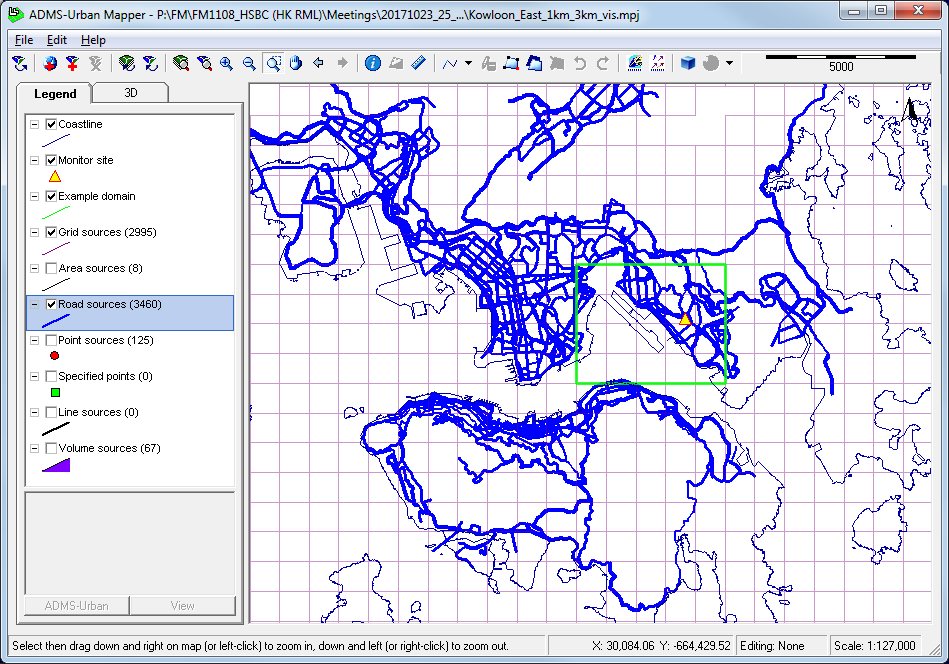 ADMS-Urban Mapper - P:\FM\FM1108_HSBC (HK RML)\Meetings\20171023_25_...\Kowloon_East_1km_3km_vis.mpj
File Edit Help
5000
Legend 3D
Coastline
Monitor site
Example domain
Grid sources (2995)
Area sources (8)
Road sources (3460)
Point sources (125)
Specified points (0)
Line sources (0)
Volume sources (67)
ADMS-Urban View
Select then drag down and right on map (or left-click) to zoom in, down and left (or right-click) to zoom out. X: 30,084.06 Y: -664,429.52 Editing: None Scale: 1:127,000